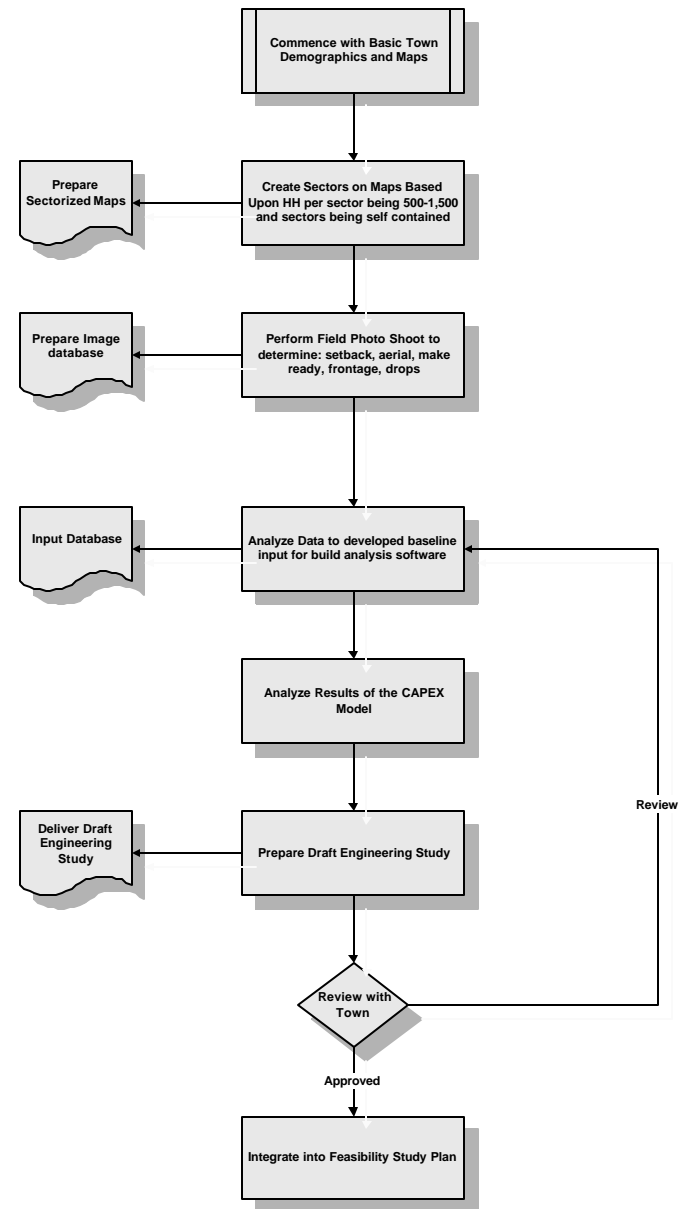 Commence with Basic Town
Demographics and Maps
Prepare
Sectorized Maps
Create Sectors on Maps Based
Upon HH per sector being 500-1,500
and sectors being self contained
Prepare Image
database
Perform Field Photo Shoot to
determine: setback, aerial, make
ready, frontage, drops
Input Database
Analyze Data to developed baseline
input for build analysis software
Analyze Results of the CAPEX
Model
Review
Deliver Draft
Engineering
Study
Prepare Draft Engineering Study
Review with
Town
Approved
Integrate into Feasibility Study Plan